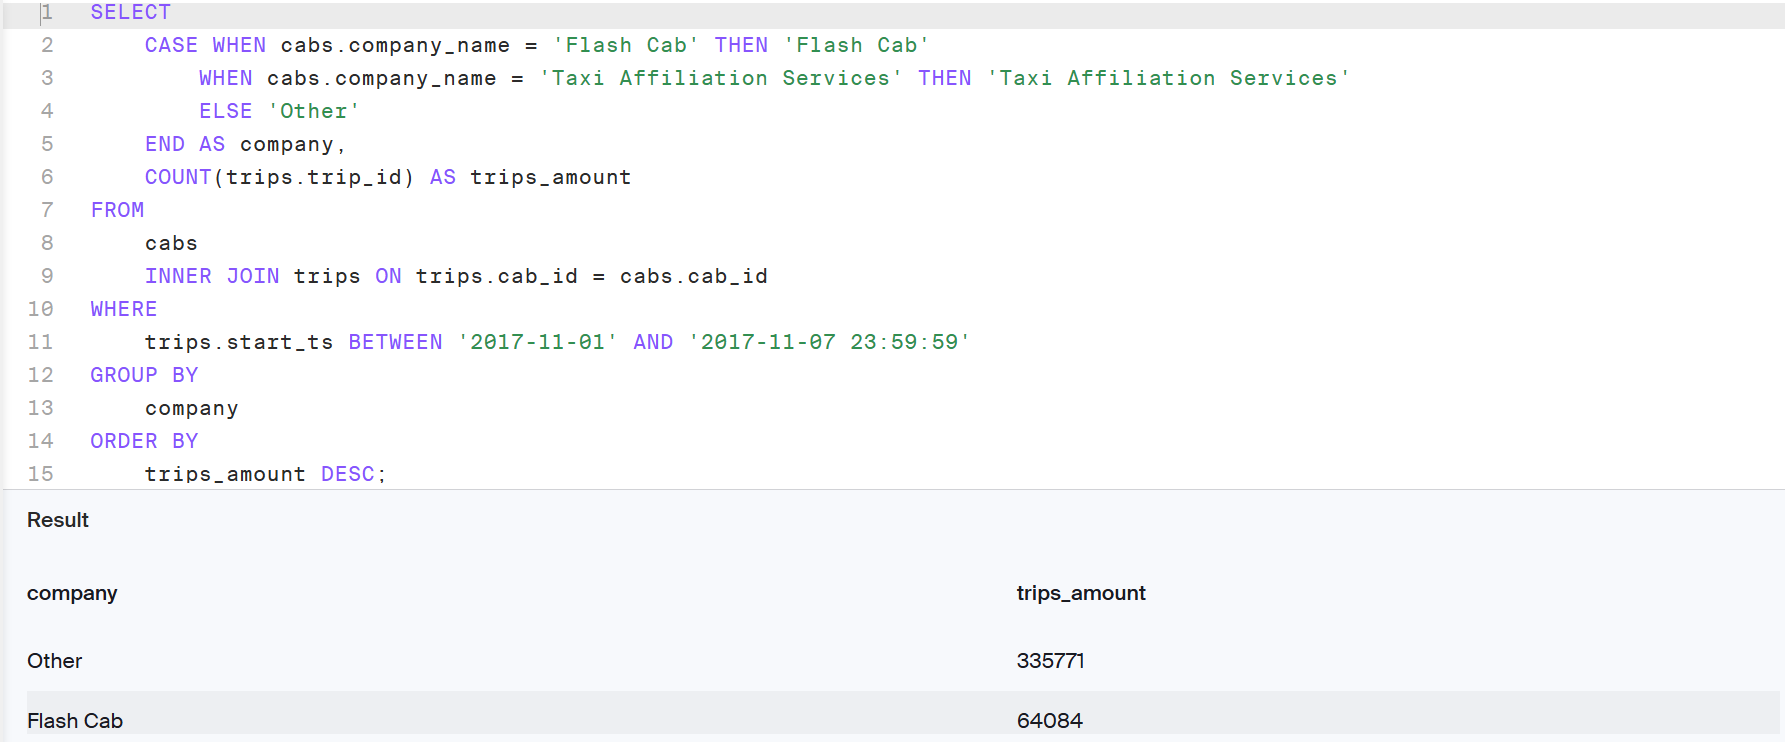 1 SELECT
2 CASE WHEN cabs.company_name = 'Flash Cab' THEN 'Flash Cab'
3 WHEN cabs.company_name = 'Taxi Affiliation Services' THEN 'Taxi Affiliation Services'
4 ELSE 'Other'
5 END AS company,
6 COUNT(trips.trip_id) AS trips_amount
7 FROM
8 cabs
9 INNER JOIN trips ON trips.cab_id = cabs.cab_id
10 WHERE
11 trips.start_ts BETWEEN '2017-11-01' AND '2017-11-07 23:59:59'
12 GROUP BY
13 company
14 ORDER BY
15 trips_amount DESC;
Result
company trips_amount
Other 335771
Flash Cab 64084